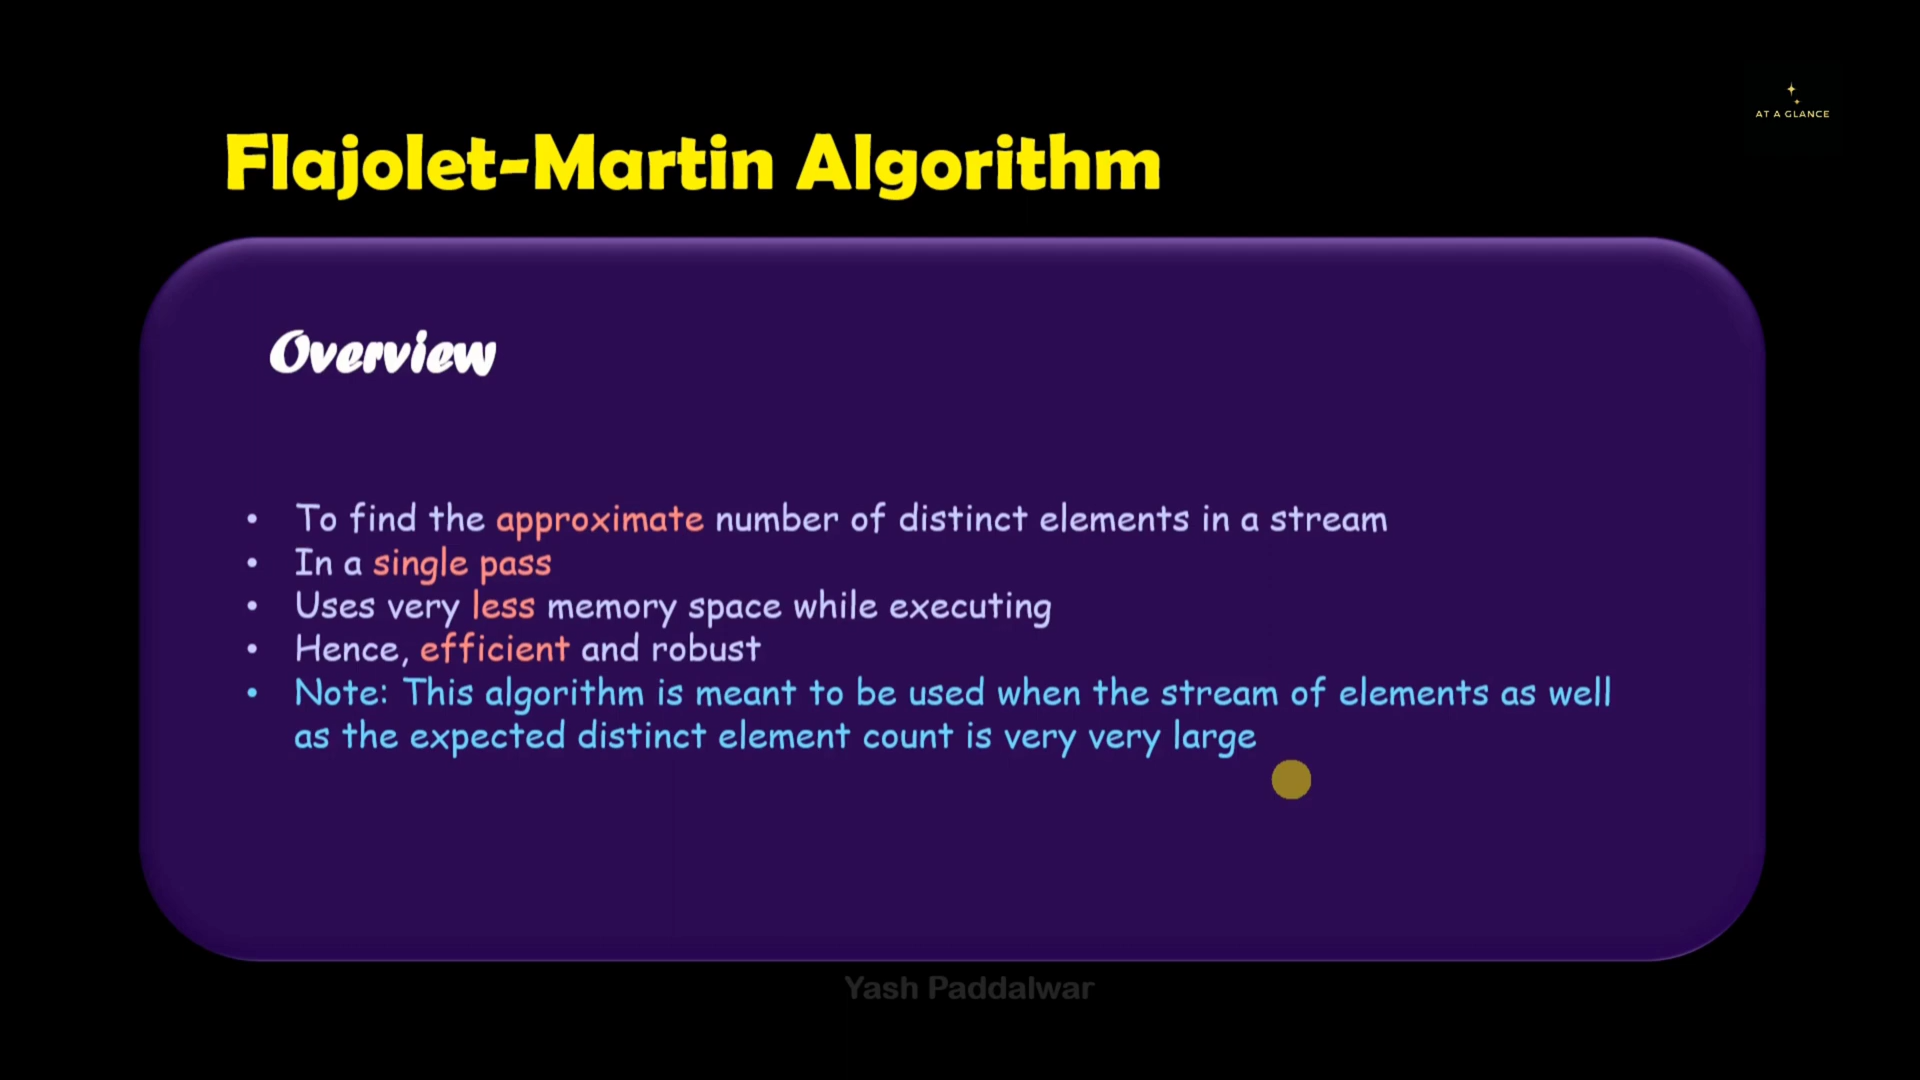 AT A GLANCE
Flajolet-Martin Algorithm
Overview
• To find the approximate number of distinct elements in a stream
• In a single pass
• Uses very less memory space while executing
• Hence, efficient and robust
• Note: This algorithm is meant to be used when the stream of elements as well
as the expected distinct element count is very very large
Yash Paddalwar